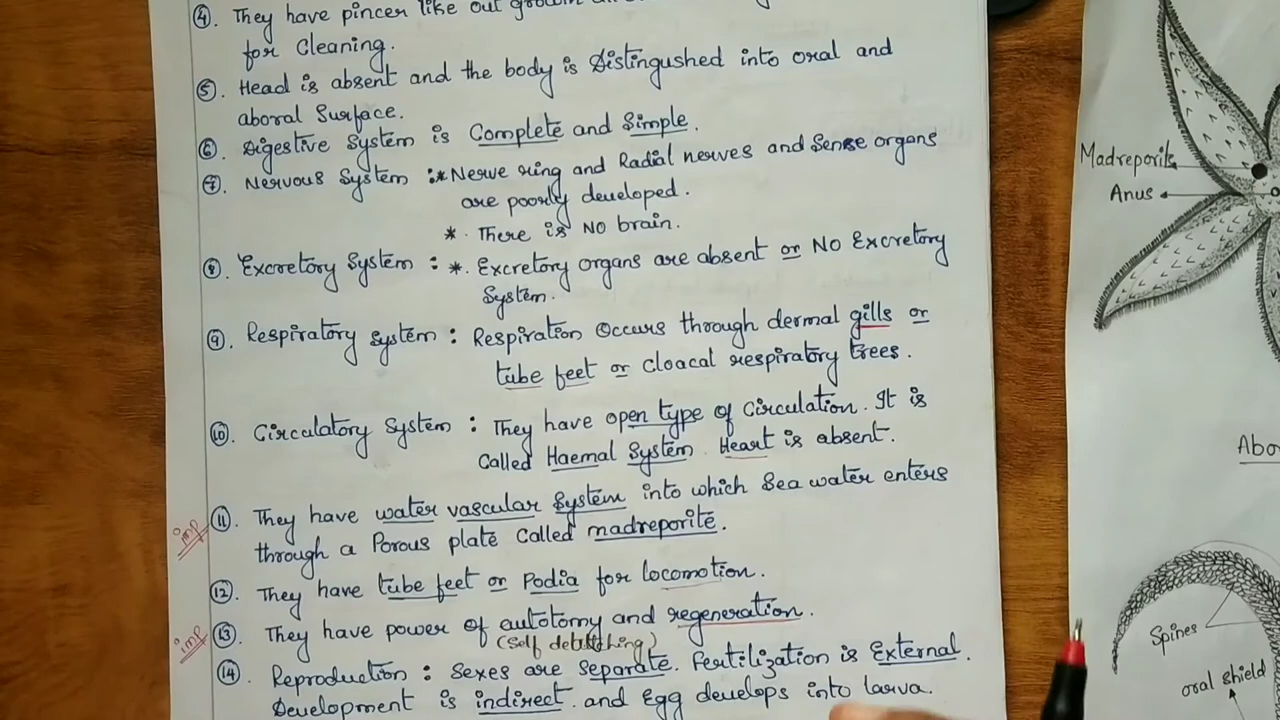 ④. They have pincer like out
for Cleaning.
⑤. Head is absent and the body is Distingushed into oral and
aboral Surface.
⑥. Digestive System is Complete and Simple.
⑦. Nervous System :* Nerve ring and Radial nerves and Sense organs
are poorly developed.
*. There is NO brain.
⑧. Excretory System : *. Excretory organs are absent or NO Excretory
System.
⑨. Respiratory System : Respiration Occurs through dermal gills or
tube feet or cloacal respiratory trees.
⑩. Circulatory System : They have open type of Circulation. It is
Called Haemal System. Heart is absent.
imp ⑪. They have water vascular System into which Sea water enters
through a Porous plate Called madreporite.
⑫. They have tube feet or Podia for locomotion.
imp ⑬. They have power of autotomy and regeneration.
(Self detatching)
⑭. Reproduction : Sexes are separate. Fertilization is External.
Development is indirect and Egg develops into larva.
Madreporite
Anus
Abo
Spines
oral shield